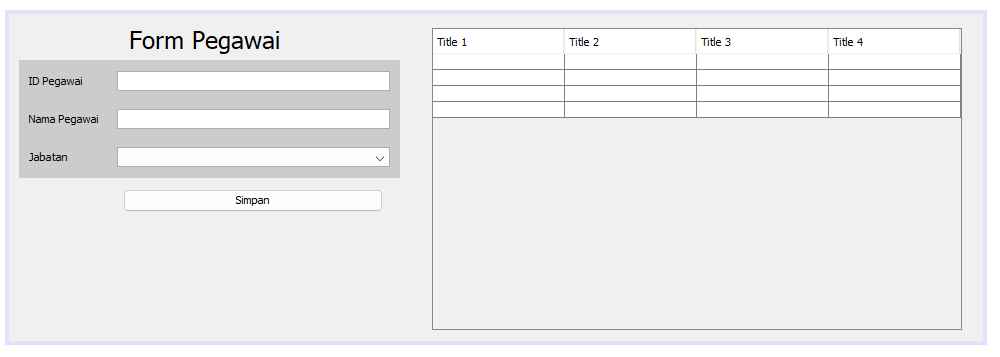 Form Pegawai
ID Pegawai
Nama Pegawai
Jabatan
Simpan
Title 1 Title 2 Title 3 Title 4